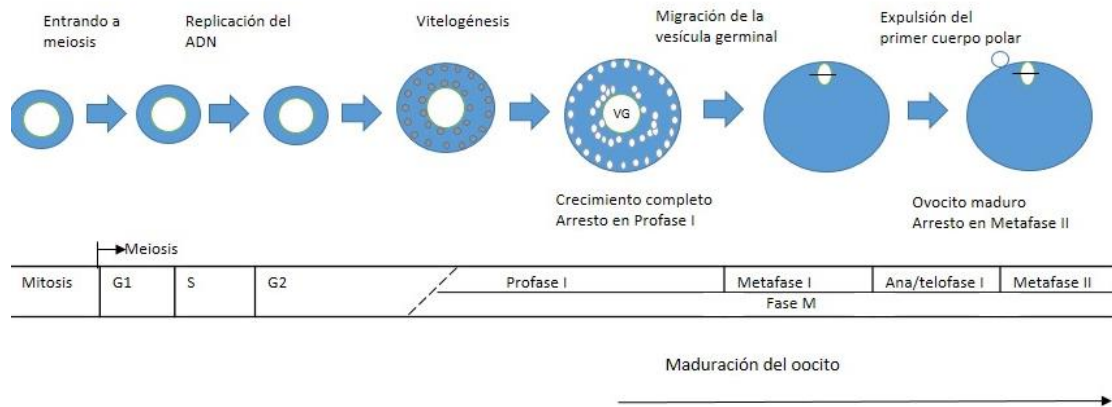 Entrando a
meiosis
Replicación del
ADN
Vitelogénesis
Migración de la
vesícula germinal
Expulsión del
primer cuerpo polar
VG
Crecimiento completo
Arresto en Profase I
Ovocito maduro
Arresto en Metafase II
Meiosis
Mitosis
G1
S
G2
Profase I
Metafase I
Ana/telofase I
Metafase II
Fase M
Maduración del oocito